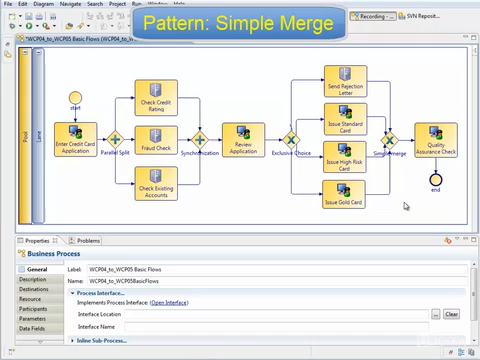 Pattern: Simple Merge
File Edit Diagram Navigate
Recording - ...
SVN Reposit...
*WCP04_to_WCP05 Basic Flows
Pool
Lane
start
Enter Credit Card Application
Parallel Split
Check Credit Rating
Fraud Check
Check Existing Accounts
Synchronization
Review Application
Exclusive Choice
Send Rejection Letter
Issue Standard Card
Issue High Risk Card
Issue Gold Card
Simple merge
Quality Assurance Check
end
Properties
Problems
Business Process
General
Description
Destinations
Resource
Participants
Parameters
Data Fields
Label: WCP04_to_WCP05 Basic Flows
Name: WCP04_to_WCP05BasicFlows
Process Interface...
Implements Process Interface (Open Interface)
Interface Location
... Clear
Interface Name
Inline Sub-Process...